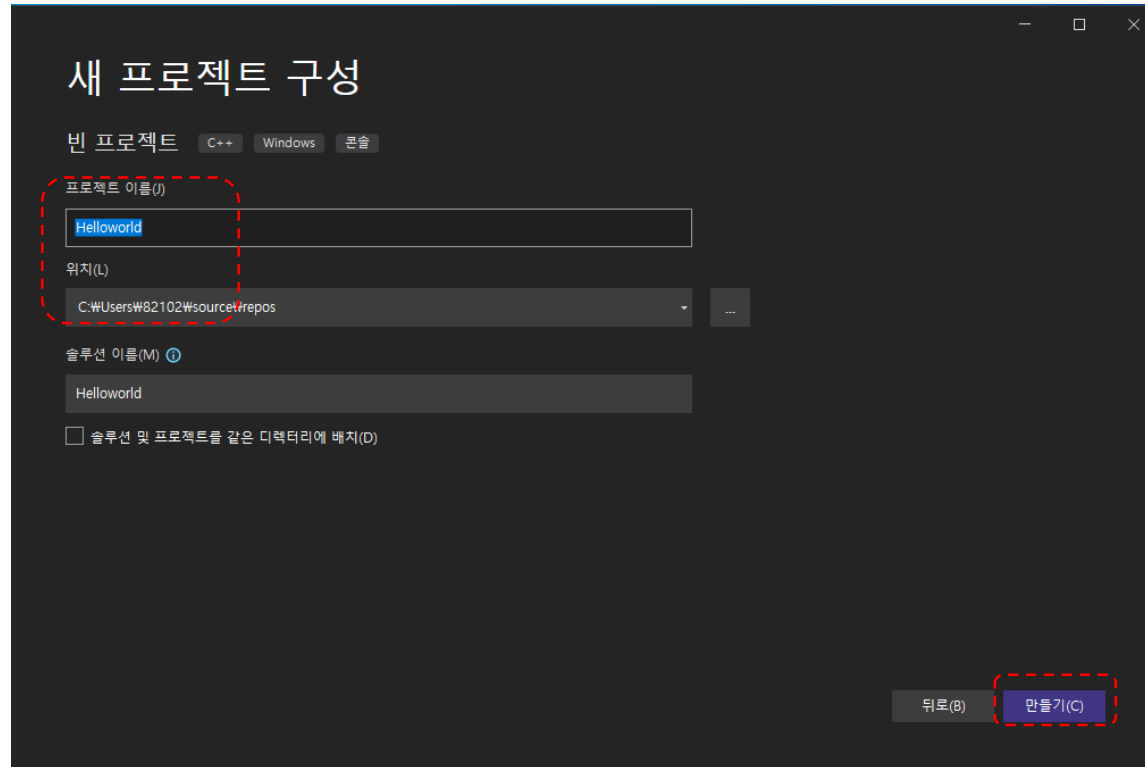 새 프로젝트 구성
빈 프로젝트 C++ Windows 콘솔
프로젝트 이름(J)
Helloworld
위치(L)
C:₩Users₩82102₩source₩repos
...
솔루션 이름(M)
Helloworld
솔루션 및 프로젝트를 같은 디렉터리에 배치(D)
뒤로(B) 만들기(C)